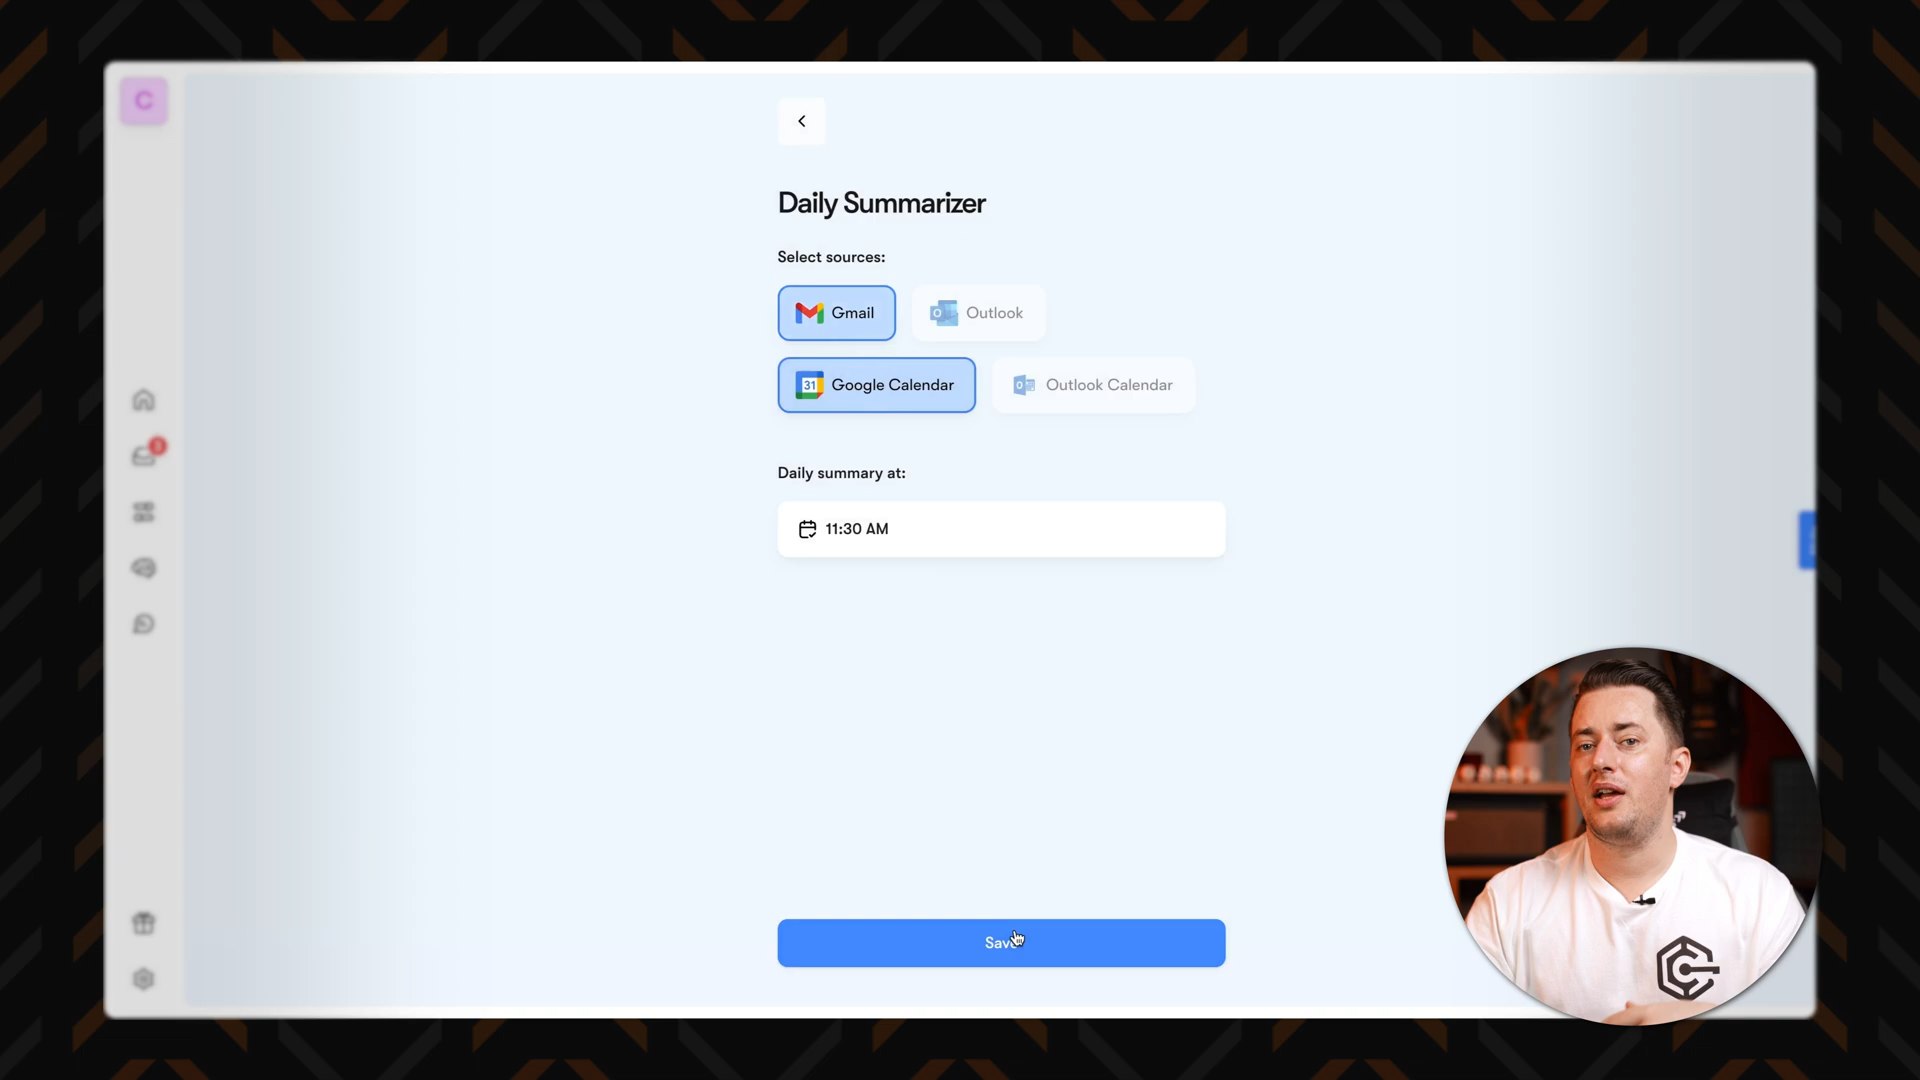 C
Daily Summarizer
Select sources:
Gmail
Outlook
31 Google Calendar
Outlook Calendar
Daily summary at:
11:30 AM